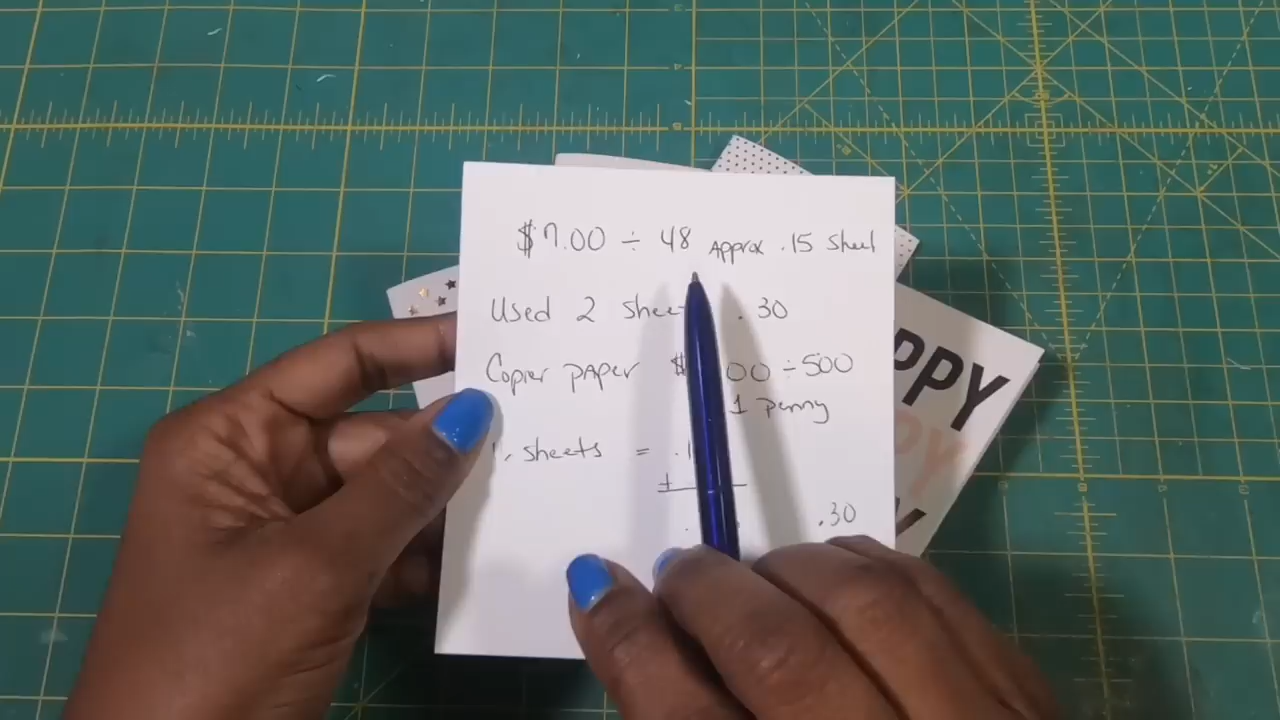 $7.00 ÷ 48 Approx .15 Sheet
Used 2 .30
Copier paper $ 00 ÷ 500
1 penny
sheets = .1
+
.30
PPY